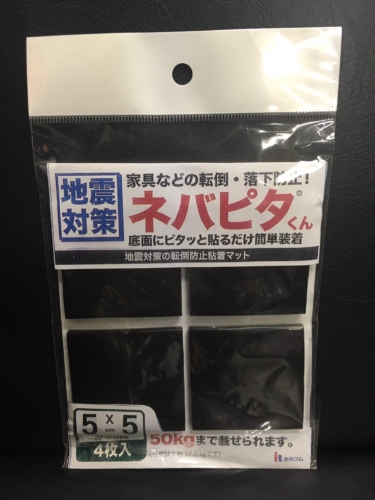 地震
対策
家具などの転倒・落下防止!
ネバピタくん®
底面にピタッと貼るだけ簡単装着
地震対策の転倒防止粘着マット
5 x 5
cm
4枚入
50kgまで載せられます。